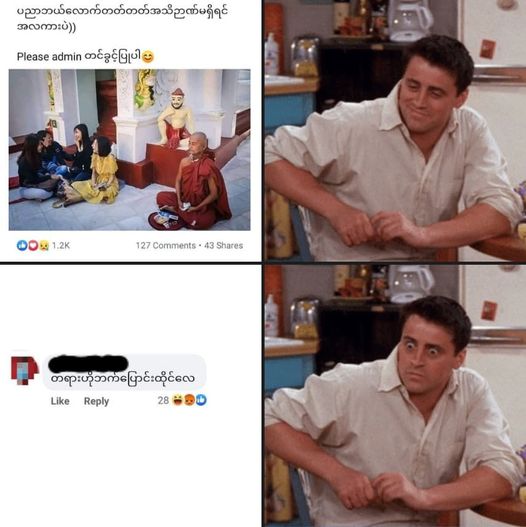 ပညာဘယ်လောက်တတ်တတ်အသိဉာဏ်မရှိရင်
အလကားပဲ))
Please admin တင်ခွင့်ပြုပါ😊
1.2K
127 Comments • 43 Shares
တရားဟိုဘက်ပြောင်းထိုင်လေ
Like Reply
28